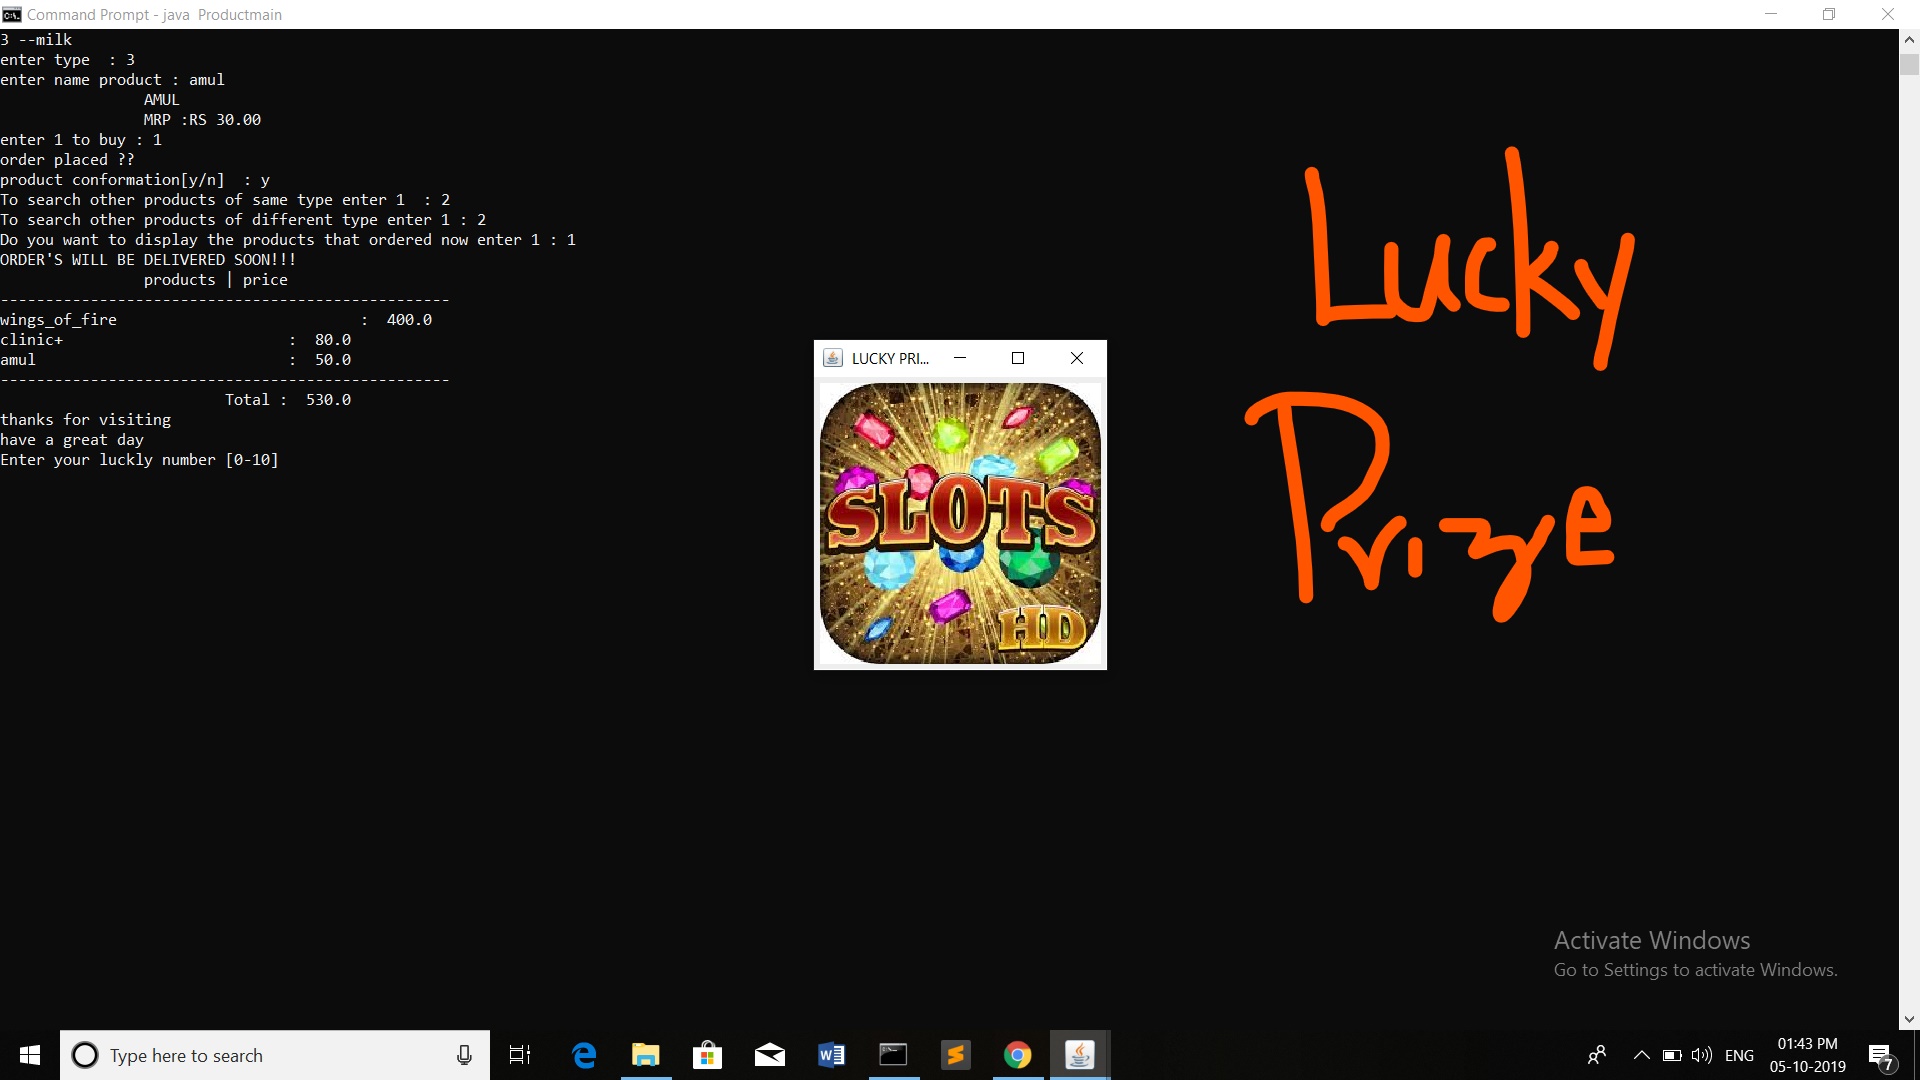 Command Prompt - java  Productmain
3 --milk
enter type  : 3
enter name product : amul
AMUL
MRP :RS 30.00
enter 1 to buy : 1
order placed ??
product conformation[y/n]  : y
To search other products of same type enter 1  : 2
To search other products of different type enter 1 : 2
Do you want to display the products that ordered now enter 1 : 1
ORDER'S WILL BE DELIVERED SOON!!!
products | price
--------------------------------------------------
wings_of_fire                           :  400.0
clinic+                         :  80.0
amul                            :  50.0
--------------------------------------------------
Total :  530.0
thanks for visiting
have a great day
Enter your luckly number [0-10]
LUCKY PRI...
SLOTS
HD
Lucky
Prize
Activate Windows
Go to Settings to activate Windows.
Type here to search
ENG
01:43 PM
05-10-2019
7